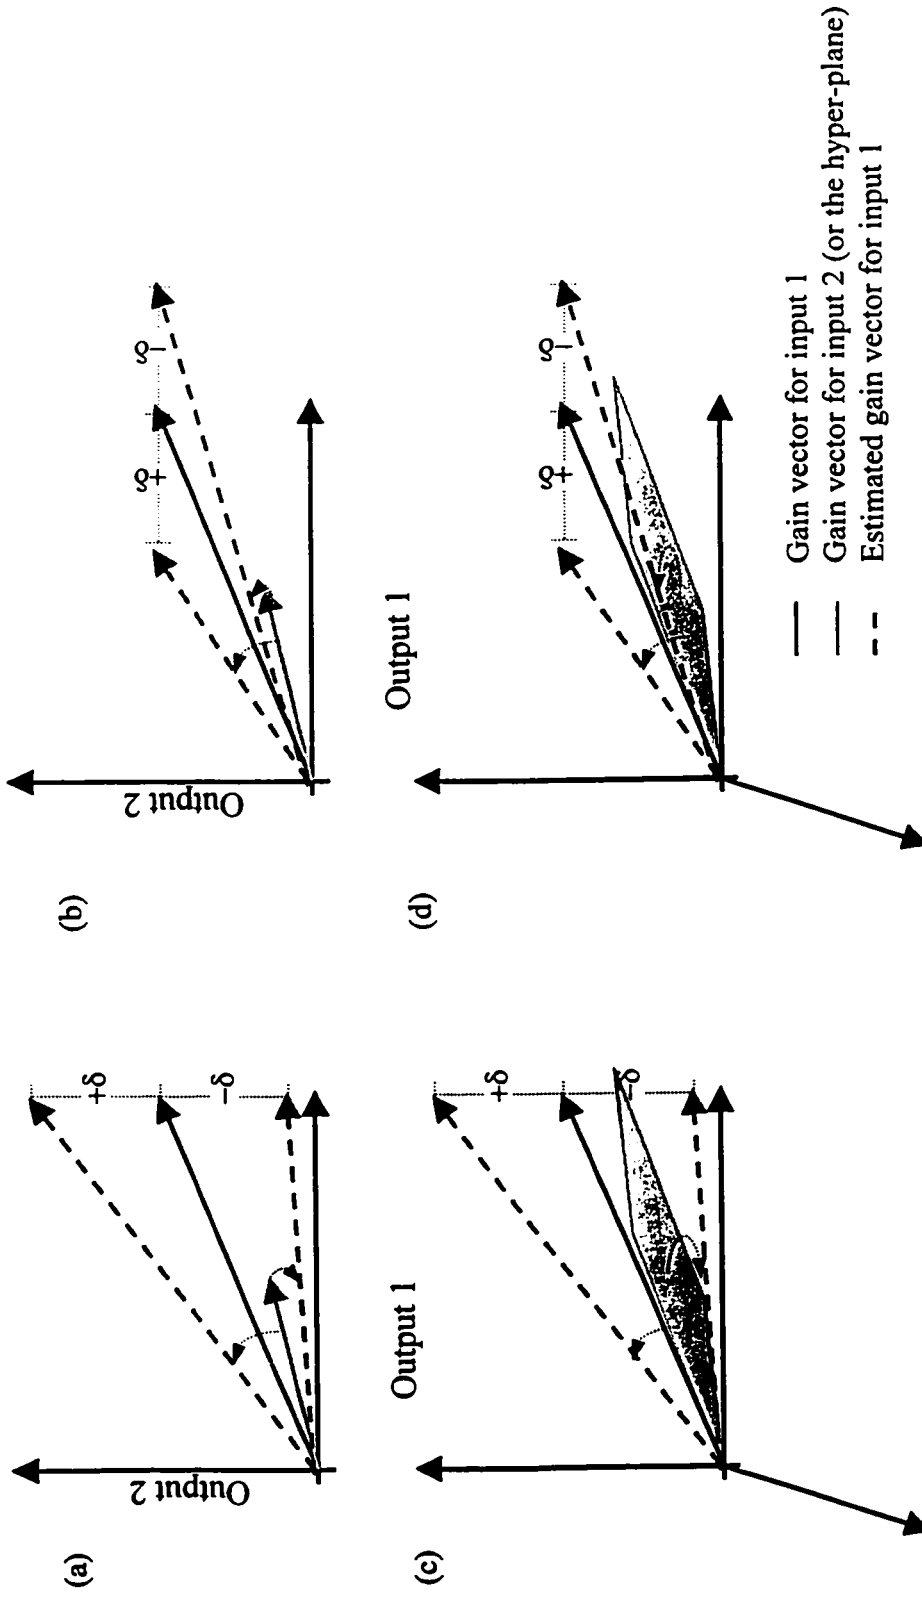 (a)
Output 2
+δ
−δ
Output 1
(b)
Output 2
+δ
−δ
Output 1
(c)
+δ
−δ
(d)
+δ
−δ
Gain vector for input 1
Gain vector for input 2 (or the hyper-plane)
Estimated gain vector for input 1